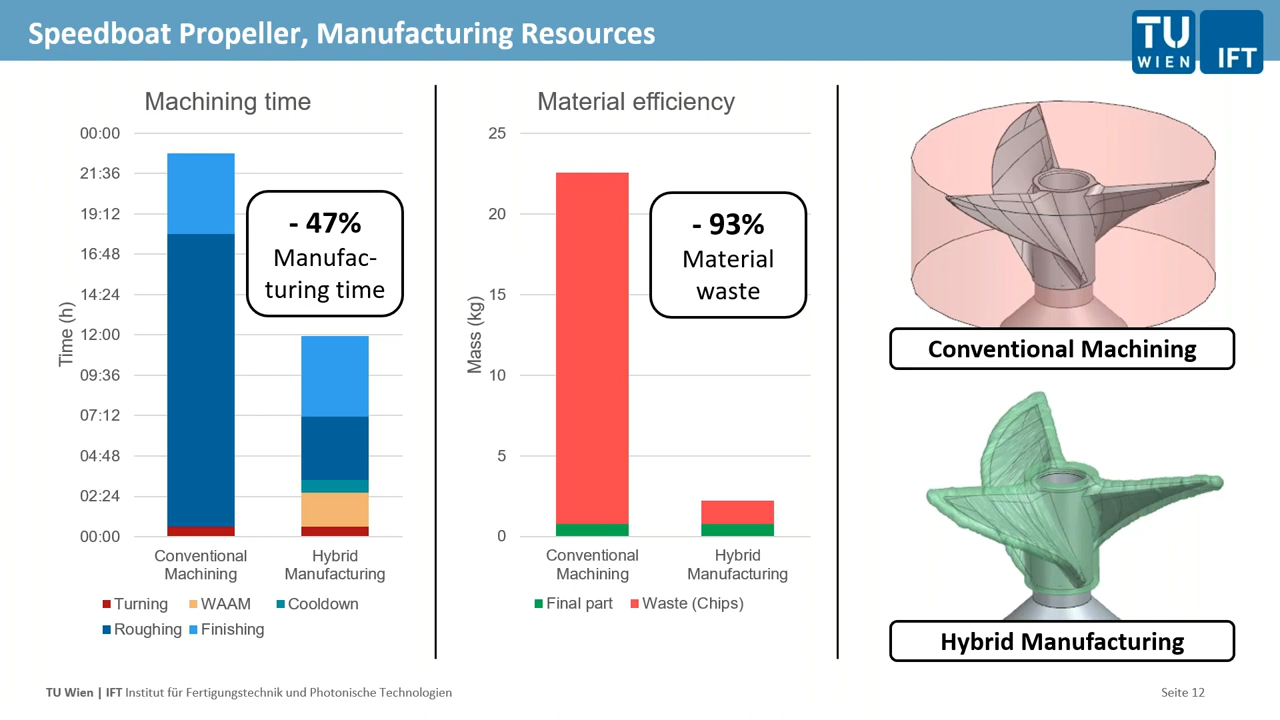 Speedboat Propeller, Manufacturing Resources
TU
WIEN
IFT
Machining time
Time (h)
00:00
21:36
19:12
16:48
14:24
12:00
09:36
07:12
04:48
02:24
00:00
- 47%
Manufac-
turing time
Conventional
Machining
Hybrid
Manufacturing
Turning WAAM Cooldown
Roughing Finishing
Material efficiency
Mass (kg)
25
20
15
10
5
0
- 93%
Material
waste
Conventional
Machining
Hybrid
Manufacturing
Final part Waste (Chips)
Conventional Machining
Hybrid Manufacturing
TU Wien | IFT Institut für Fertigungstechnik und Photonische Technologien
Seite 12